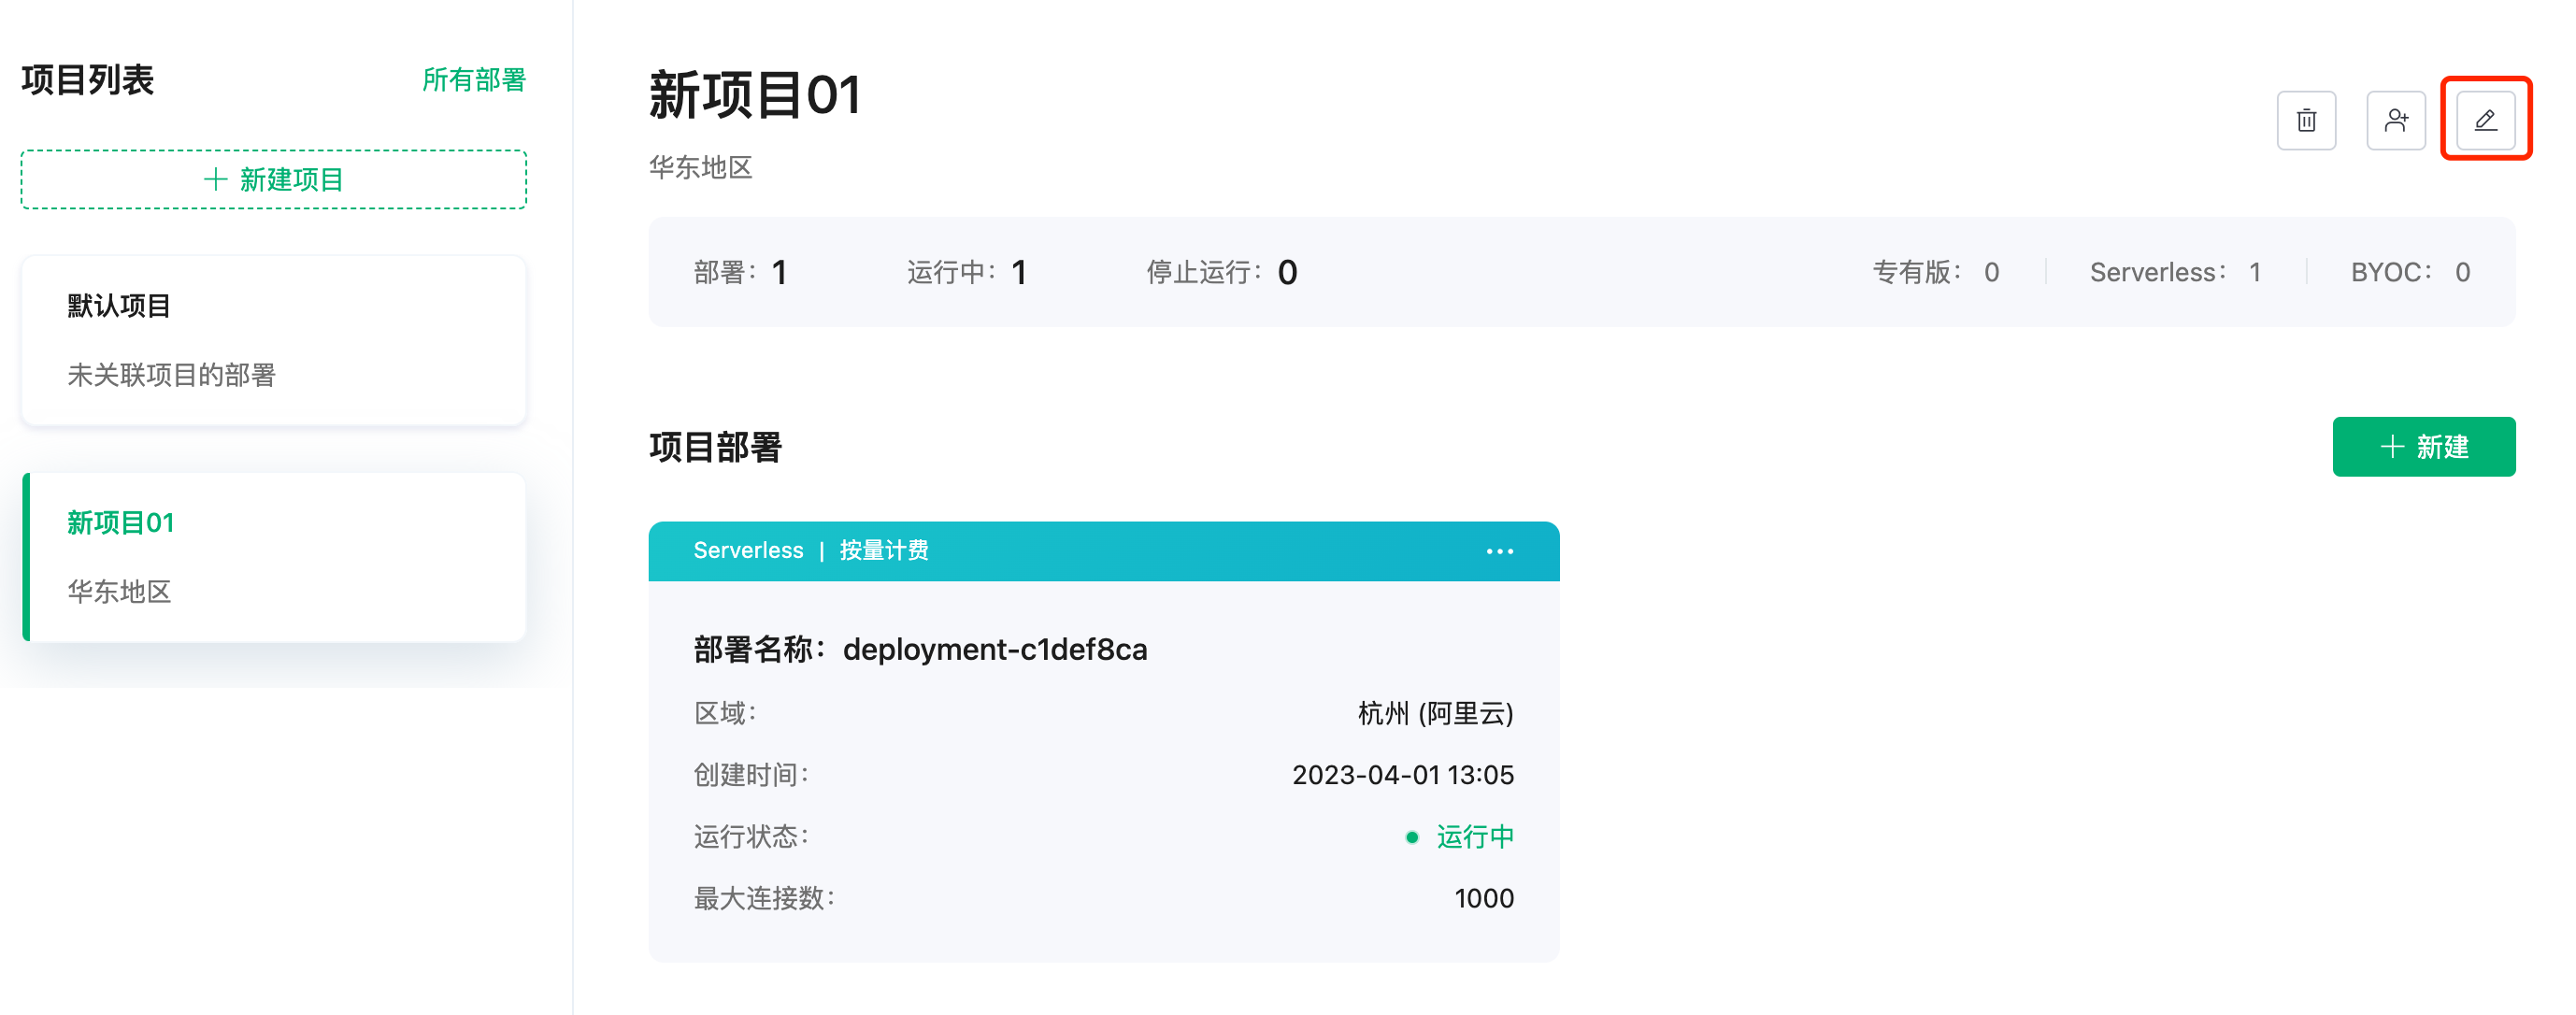 项目列表
所有部署
新建项目
默认项目
未关联项目的部署
新项目01
华东地区
新项目01
华东地区
部署：1
运行中：1
停止运行：0
专有版： 0
Serverless： 1
BYOC： 0
项目部署
新建
Serverless | 按量计费
部署名称：deployment-c1def8ca
区域：
杭州 (阿里云)
创建时间：
2023-04-01 13:05
运行状态：
运行中
最大连接数：
1000